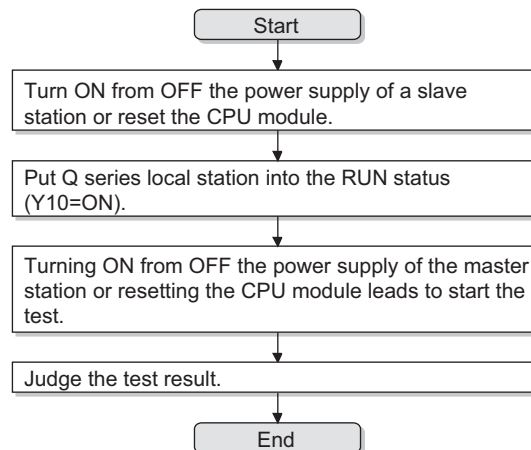 Start
Turn ON from OFF the power supply of a slave
station or reset the CPU module.
Put Q series local station into the RUN status
(Y10=ON).
Turning ON from OFF the power supply of the master
station or resetting the CPU module leads to start the
test.
Judge the test result.
End